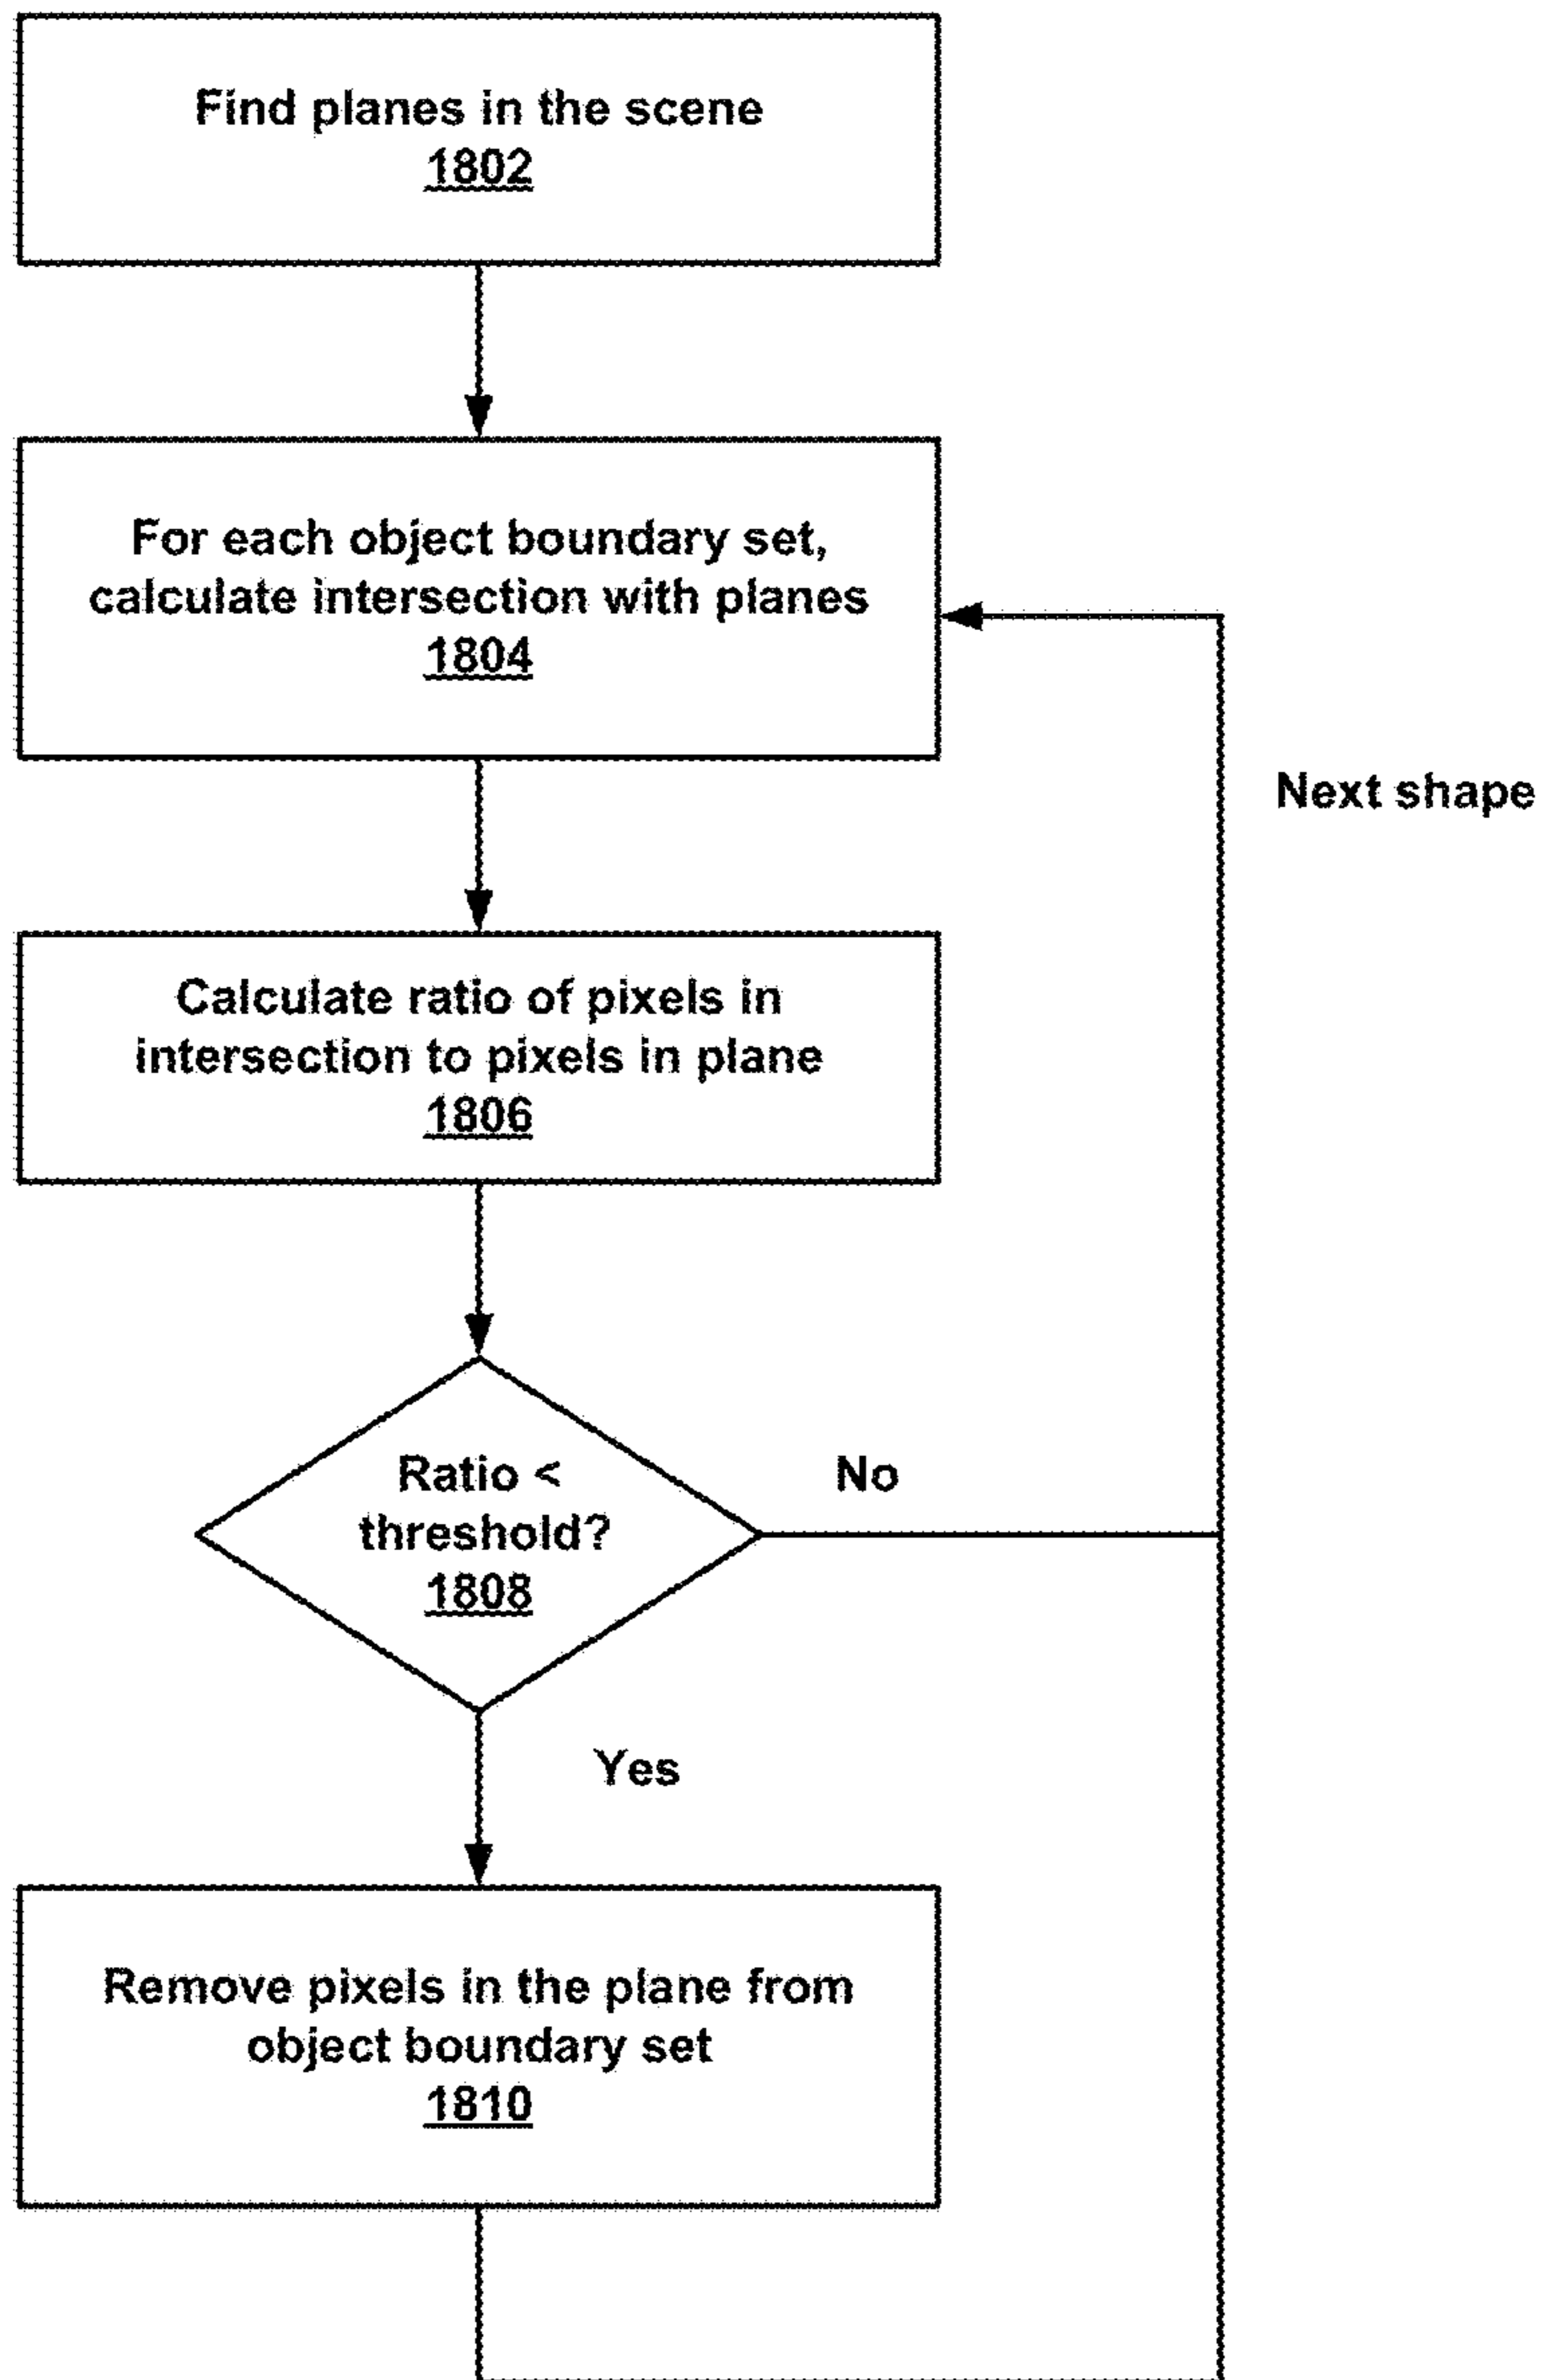 Find planes in the scene
1802
For each object boundary set,
calculate intersection with planes
1804
Next shape
Calculate ratio of pixels in
intersection to pixels in plane
1806
Ratio <
threshold?
1808
No
Yes
Remove pixels in the plane from
object boundary set
1810